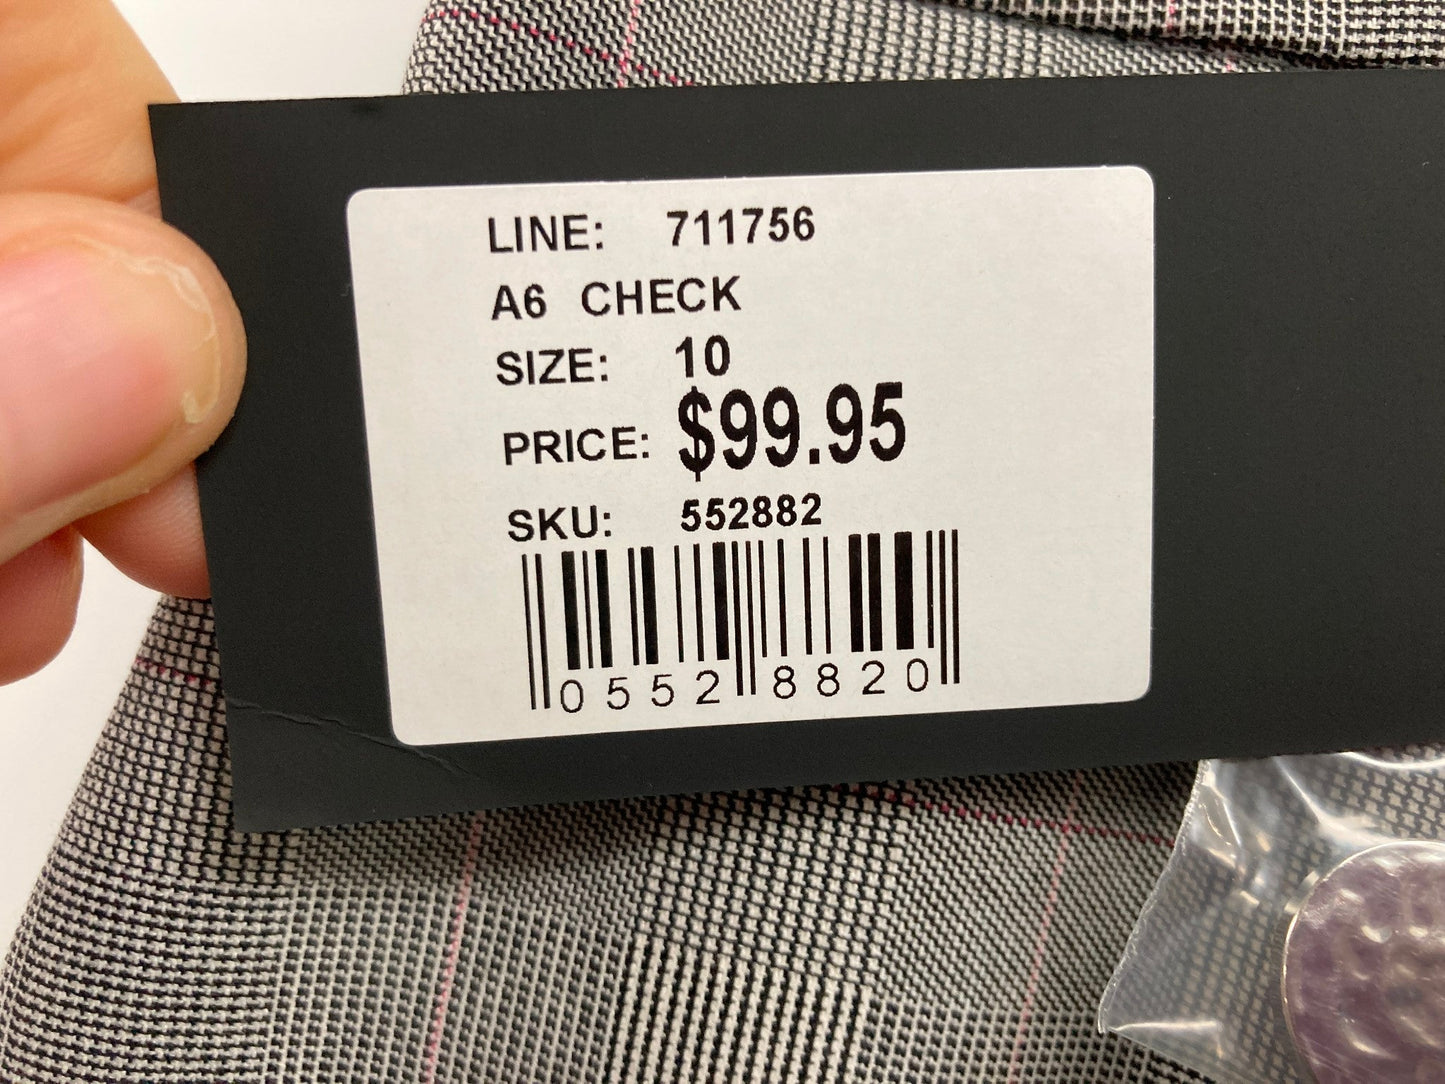 LINE: 711756
A6 CHECK
SIZE: 10
PRICE: $99.95
SKU: 552882
0552 8820